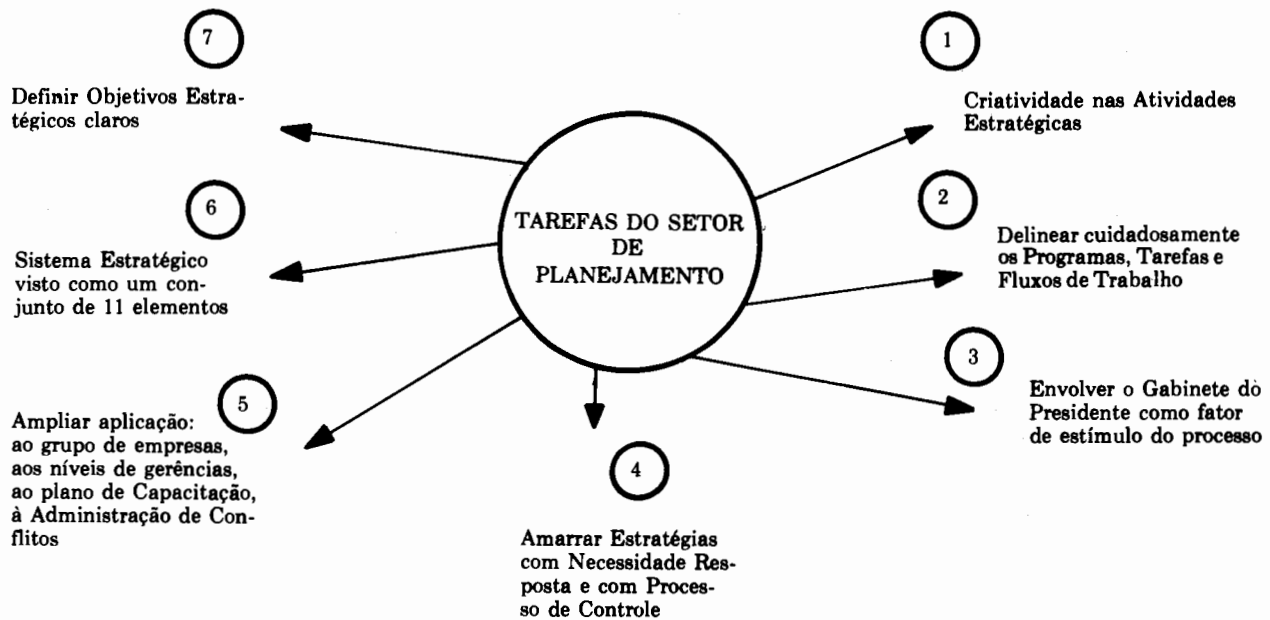 7
Definir Objetivos Estra-
tégicos claros
1
Criatividade nas Atividades
Estratégicas
TAREFAS DO SETOR
DE
PLANEJAMENTO
6
Sistema Estratégico
visto como um con-
junto de 11 elementos
2
Delinear cuidadosamente
os Programas, Tarefas e
Fluxos de Trabalho
3
Envolver o Gabinete do
Presidente como fator
de estímulo do processo
5
Ampliar aplicação:
ao grupo de empresas,
aos níveis de gerências,
ao plano de Capacitação,
à Administração de Con-
flitos
4
Amarrar Estratégias
com Necessidade Res-
posta e com Proces-
so de Controle